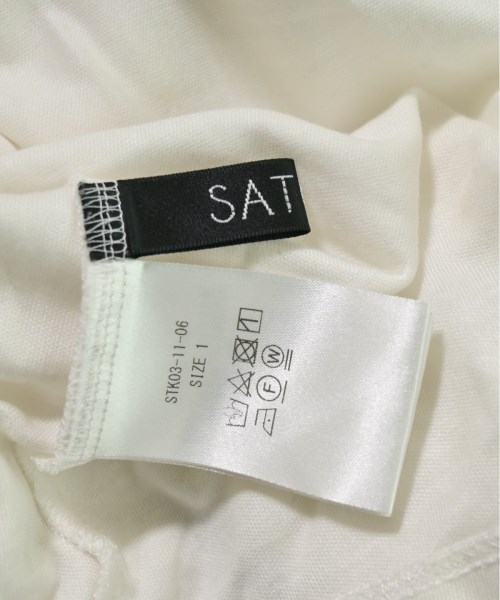 SAT
STK03-11-06
SIZE 1
W
F